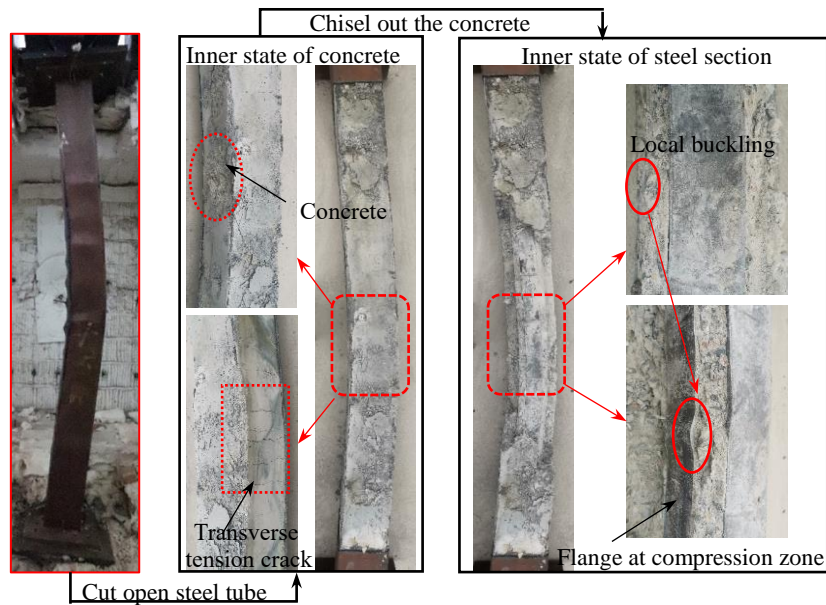 Chisel out the concrete
Inner state of concrete
Inner state of steel section
Local buckling
Concrete
Transverse
tension crack
Flange at compression zone
Cut open steel tube